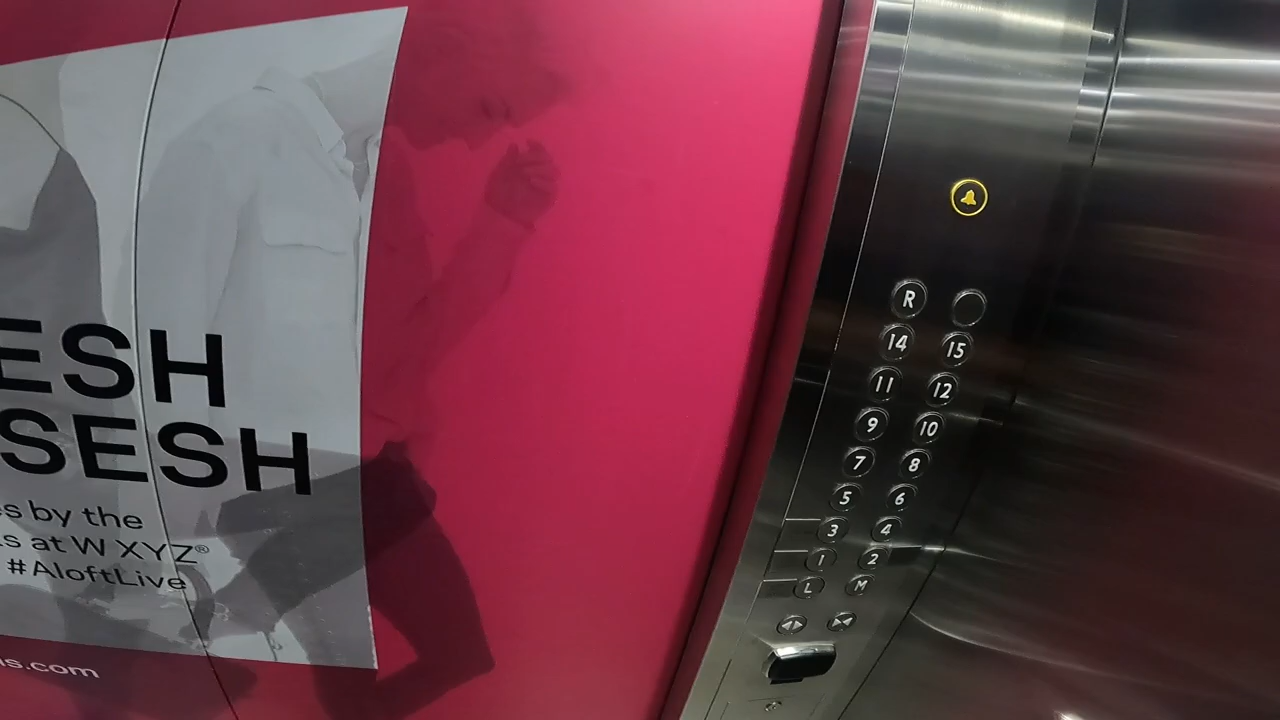 ESH
SESH
s by the
s at W XYZ®
#AloftLive
s.com
R
14 15
11 12
9 10
7 8
5 6
3 4
1 2
L M